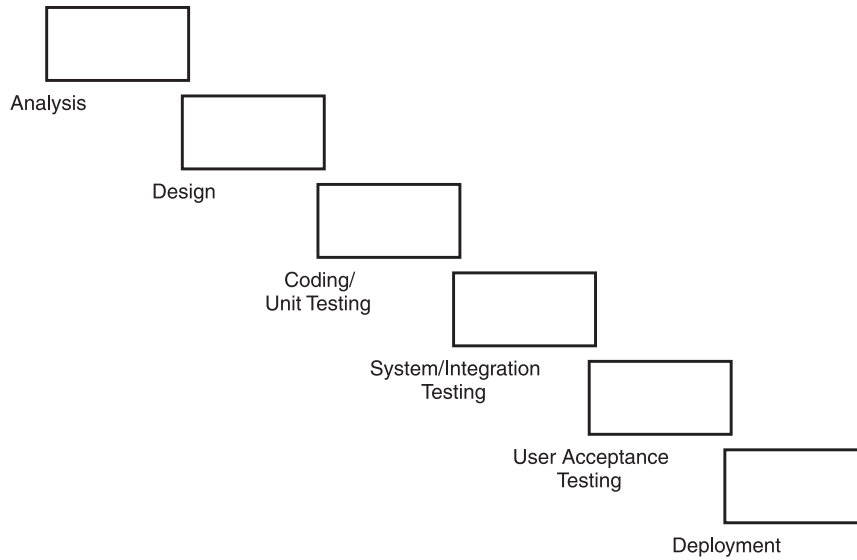 Analysis
Design
Coding/
Unit Testing
System/Integration
Testing
User Acceptance
Testing
Deployment